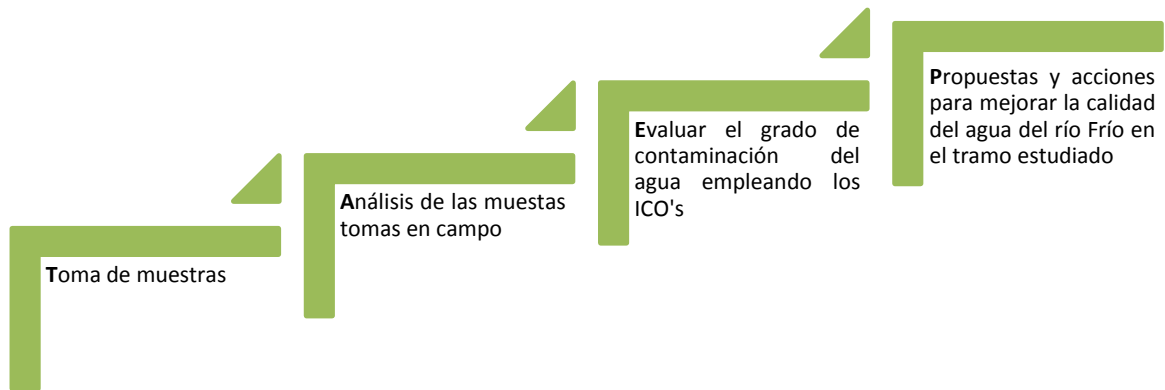 Toma de muestras
Análisis de las muestas
tomas en campo
Evaluar el grado de
contaminación del
agua empleando los
ICO's
Propuestas y acciones
para mejorar la calidad
del agua del río Frío en
el tramo estudiado